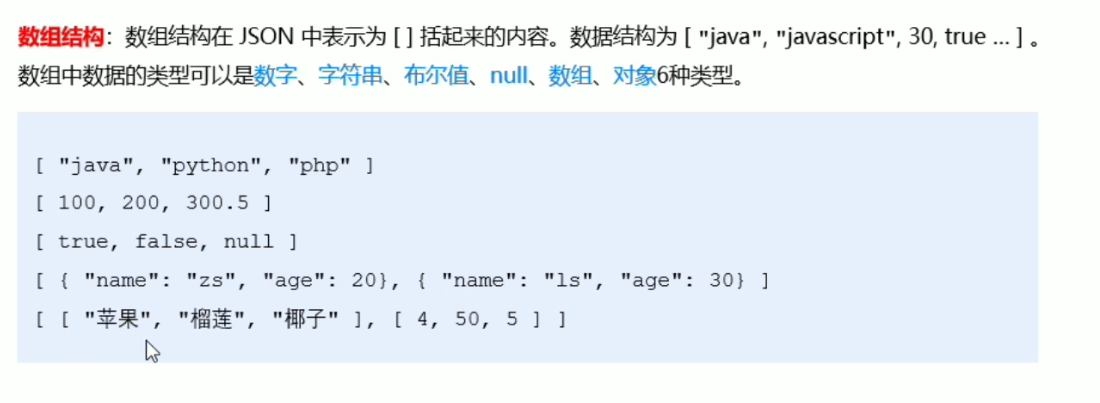 数组结构：数组结构在 JSON 中表示为 [ ] 括起来的内容。数据结构为 [ "java", "javascript", 30, true ... ] 。
数组中数据的类型可以是数字、字符串、布尔值、null、数组、对象6种类型。
[ "java", "python", "php" ]
[ 100, 200, 300.5 ]
[ true, false, null ]
[ { "name": "zs", "age": 20}, { "name": "ls", "age": 30} ]
[ [ "苹果", "榴莲", "椰子" ], [ 4, 50, 5 ] ]